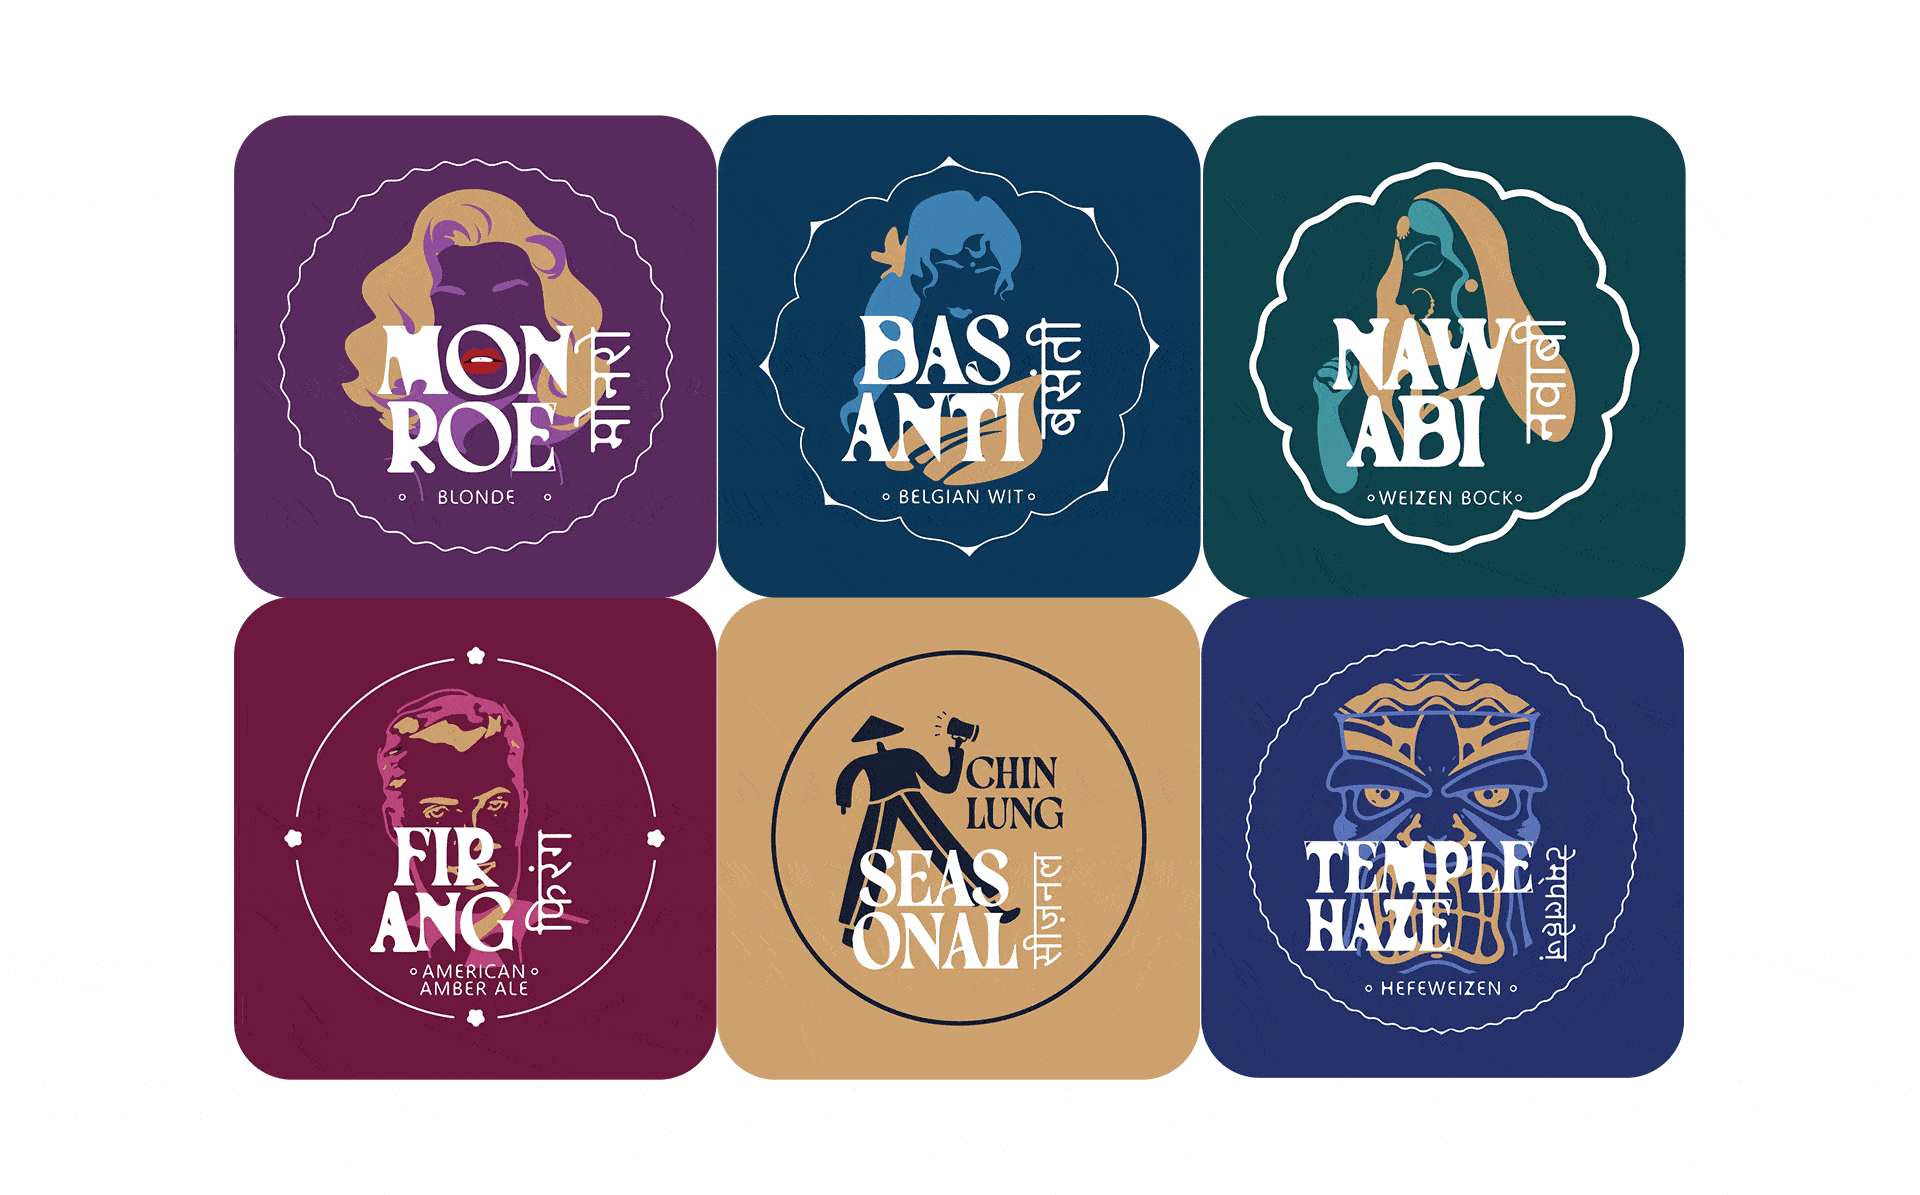 MON
ROE
मोनरो
BLONDE
BAS
ANTI
बसंती
BELGIAN WIT
NAW
ABI
नवाबी
WEIZEN BOCK
FIR
ANG
फिरंग
AMERICAN
AMBER ALE
CHIN
LUNG
SEAS
ONAL
सीज़नल
TEMPLE
HAZE
HEFEWEIZEN